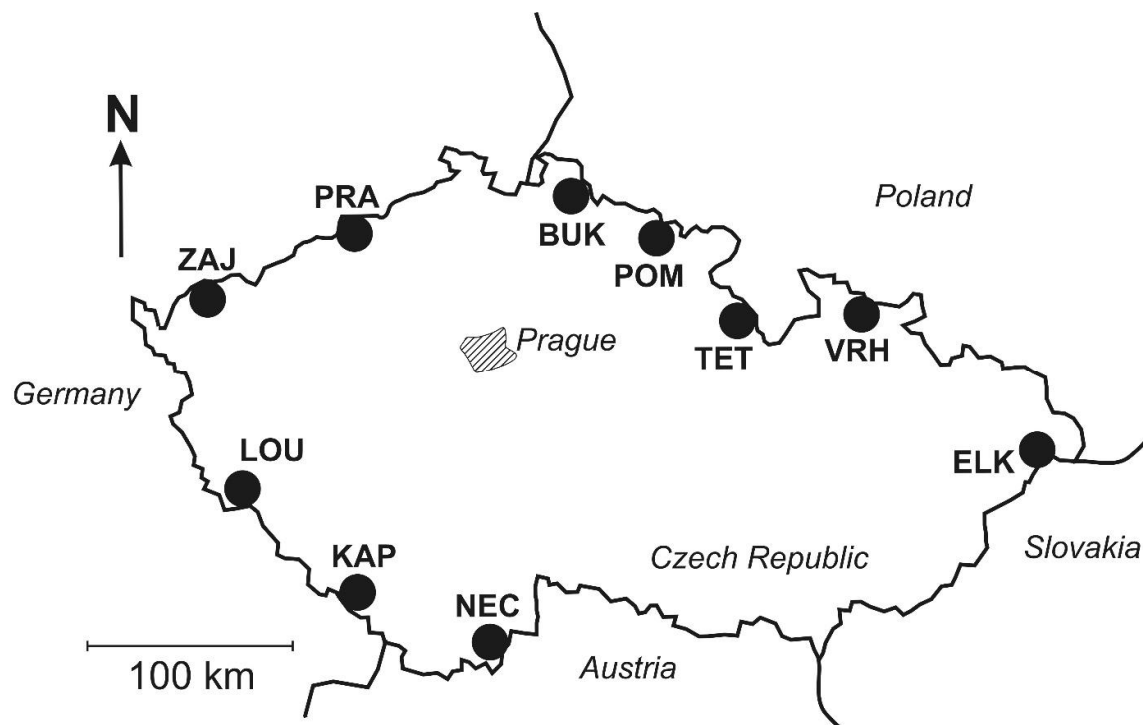 N
PRA
Poland
BUK
ZAJ
POM
Prague
TET
VRH
Germany
LOU
ELK
Slovakia
KAP
Czech Republic
NEC
Austria
100 km